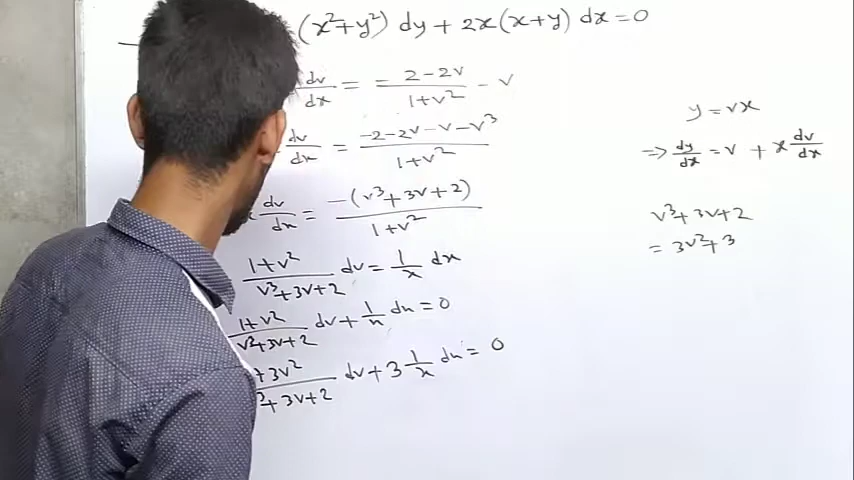 (x²+y²) dy + 2x(x+y) dx = 0
dv/dx = = 2-2v/1+v² - v
dv/dx = -2-2v-v-v³/1+v²
dv/dx = -(v³+3v+2)/1+v²
1+v²/v³+3v+2 dv = 1/x dx
1+v²/v³+3v+2 dv + 1/x dx = 0
+3v²/³+3v+2 dv + 3 1/x dx = 0
y = vx
⇒ dy/dx = v + x dv/dx
v³+3v+2
= 3v²+3